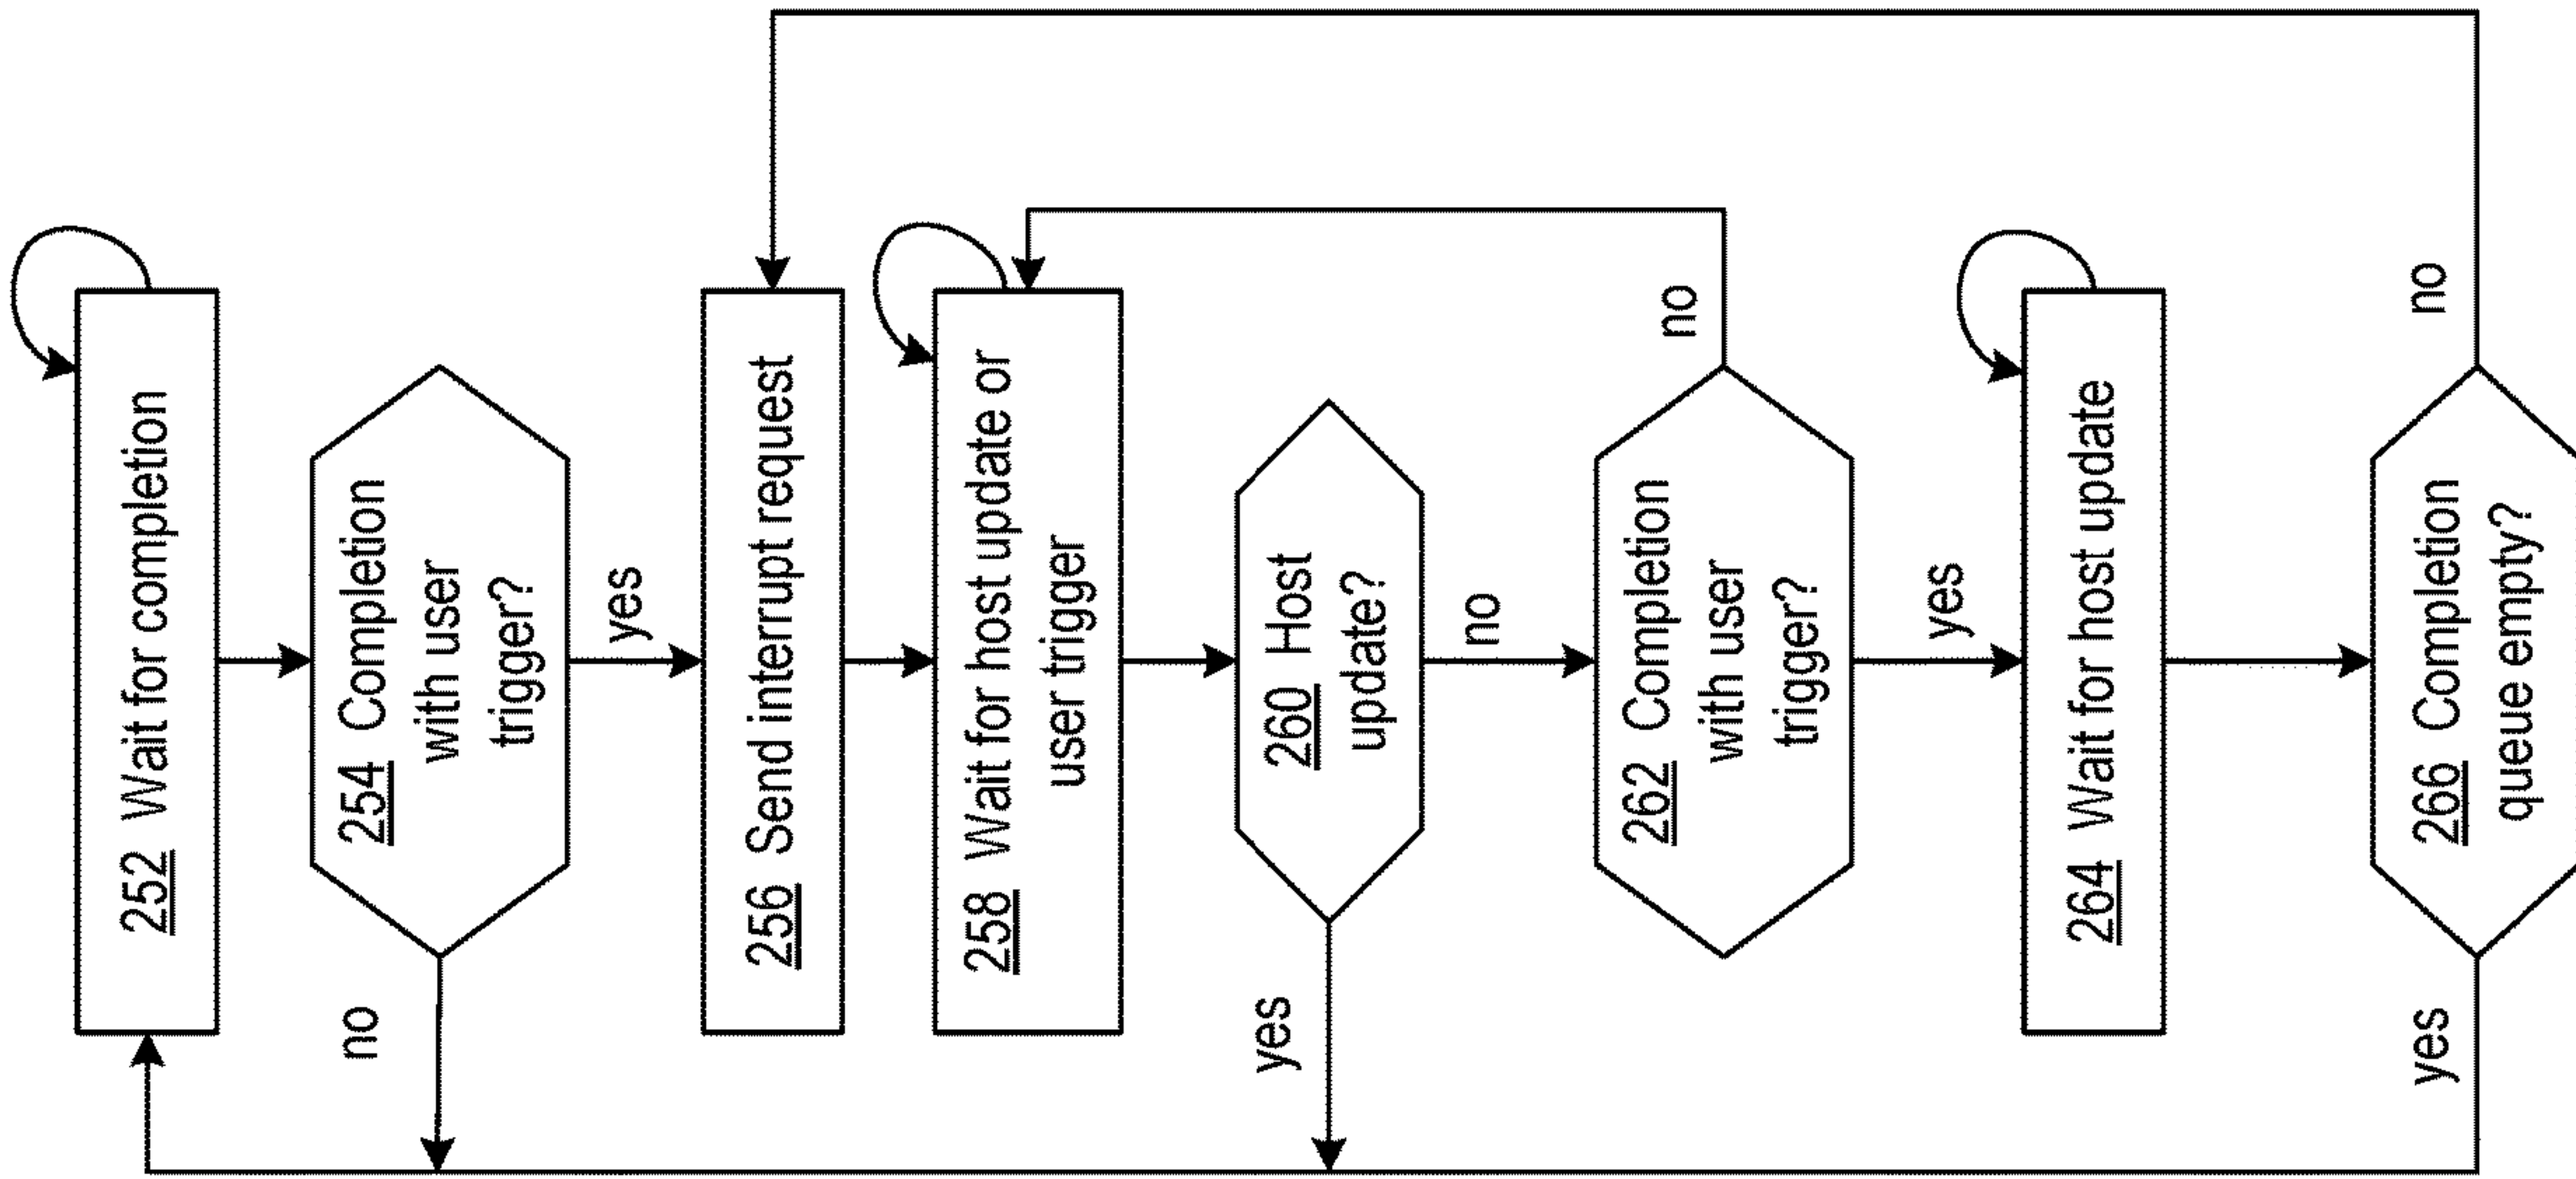 252 Wait for completion
254 Completion
with user
trigger?
no
yes
256 Send interrupt request
258 Wait for host update or
user trigger
260 Host
update?
yes
no
262 Completion
with user
trigger?
no
yes
264 Wait for host update
266 Completion
queue empty?
yes
no